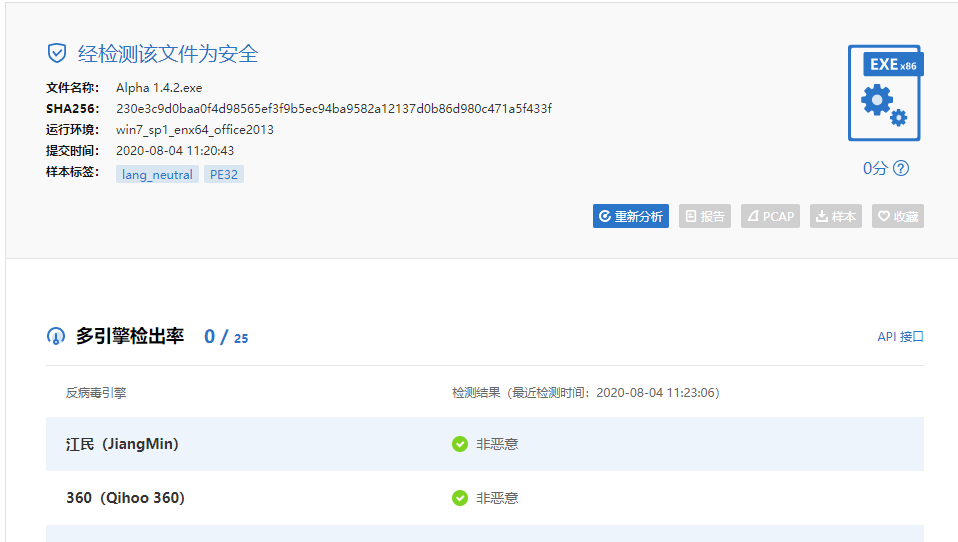 经检测该文件为安全
EXE x86
文件名称： Alpha 1.4.2.exe
SHA256： 230e3c9d0baa0f4d98565ef3f9b5ec94ba9582a12137d0b86d980c471a5f433f
运行环境： win7_sp1_enx64_office2013
提交时间： 2020-08-04 11:20:43
0分 ?
样本标签： lang_neutral PE32
重新分析 报告 PCAP 样本 收藏
多引擎检出率 0 / 25 API 接口
反病毒引擎 检测结果（最近检测时间：2020-08-04 11:23:06）
江民（JiangMin） 非恶意
360（Qihoo 360） 非恶意